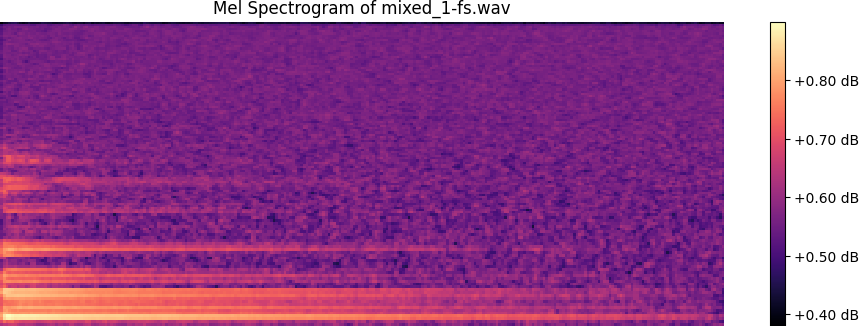 Mel Spectrogram of mixed_1-fs.wav
+0.80 dB
+0.70 dB
+0.60 dB
+0.50 dB
+0.40 dB